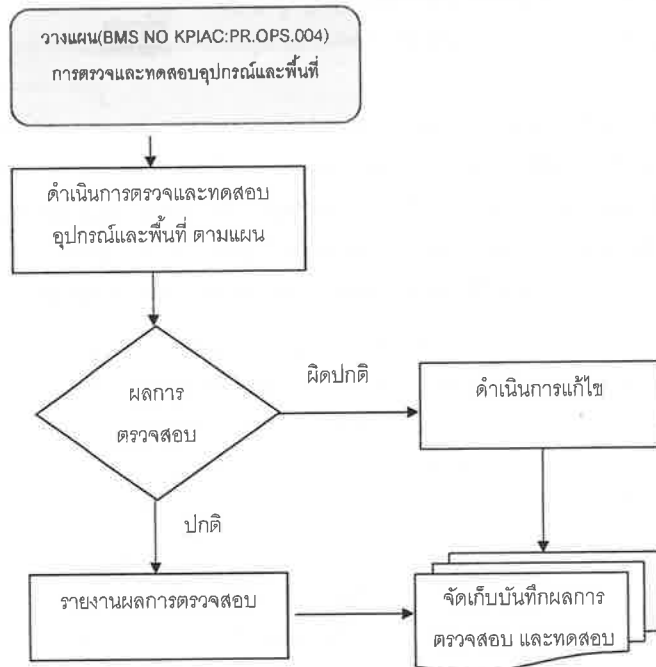 วางแผน(BMS NO KPIAC:PR.OPS.004)
การตรวจและทดสอบอุปกรณ์และพื้นที่
ดำเนินการตรวจและทดสอบ
อุปกรณ์และพื้นที่ ตามแผน
ผลการ
ตรวจสอบ
ผิดปกติ
ดำเนินการแก้ไข
ปกติ
รายงานผลการตรวจสอบ
จัดเก็บบันทึกผลการ
ตรวจสอบ และทดสอบ